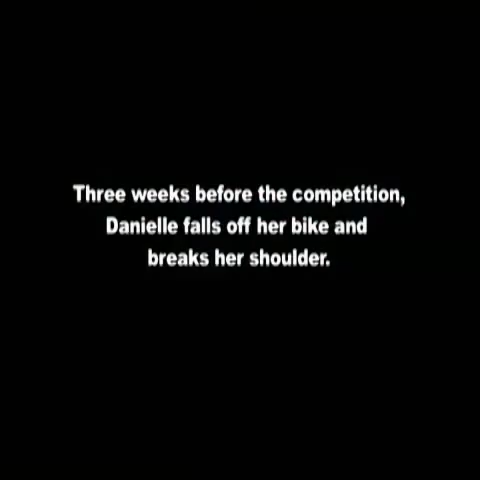 Three weeks before the competition,
Danielle falls off her bike and
breaks her shoulder.